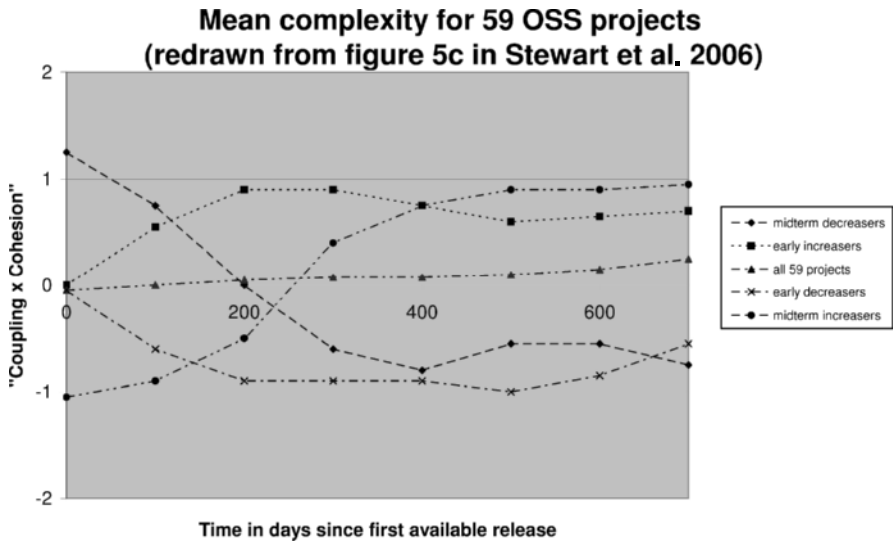 Mean complexity for 59 OSS projects
(redrawn from figure 5c in Stewart et al. 2006)
2
1
0
-1
-2
"Coupling x Cohesion"
0
200
400
600
Time in days since first available release
midterm decreasers
early increasers
all 59 projects
early decreasers
midterm increasers